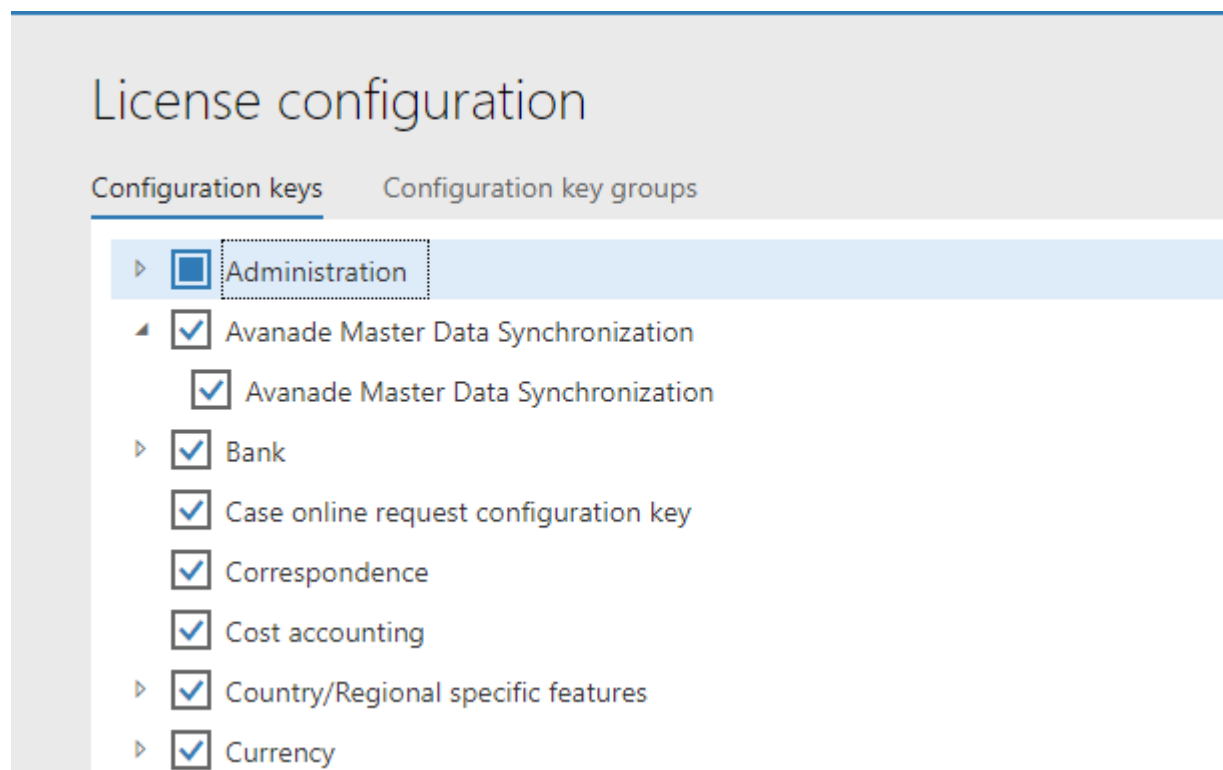 License configuration
Configuration keys Configuration key groups
Administration
Avanade Master Data Synchronization
Avanade Master Data Synchronization
Bank
Case online request configuration key
Correspondence
Cost accounting
Country/Regional specific features
Currency